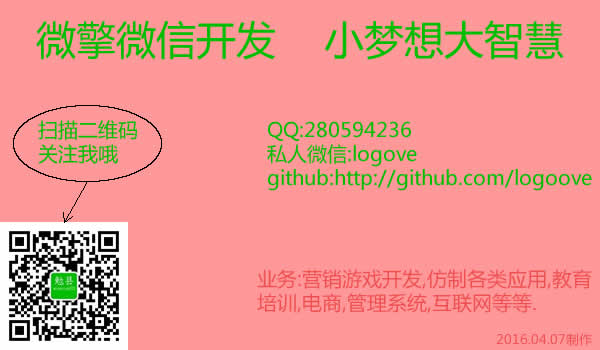 微擎微信开发 小梦想大智慧
扫描二维码
关注我哦
QQ:280594236
私人微信:logove
github:http://github.com/logoove
勉县
业务:营销游戏开发,仿制各类应用,教育
培训,电商,管理系统,互联网等等.
2016.04.07制作